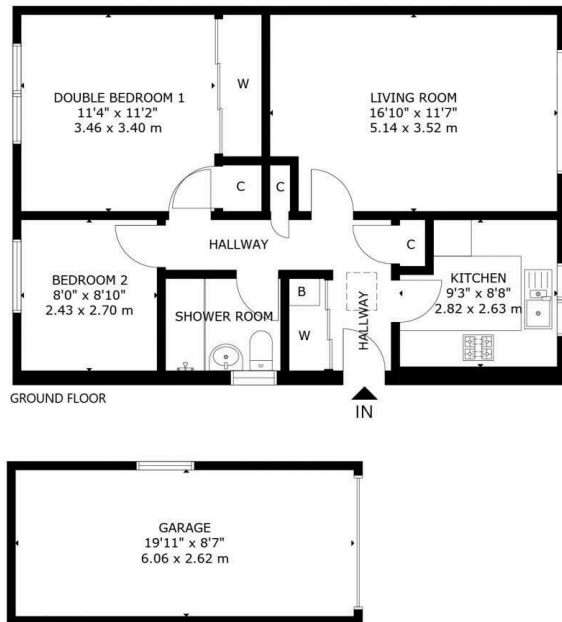 DOUBLE BEDROOM 1
11'4" x 11'2"
3.46 x 3.40 m
W
LIVING ROOM
16'10" x 11'7"
5.14 x 3.52 m
C
C
HALLWAY
C
BEDROOM 2
8'0" x 8'10"
2.43 x 2.70 m
KITCHEN
9'3" x 8'8"
2.82 x 2.63 m
SHOWER ROOM
B
W
HALLWAY
GROUND FLOOR
IN
GARAGE
19'11" x 8'7"
6.06 x 2.62 m